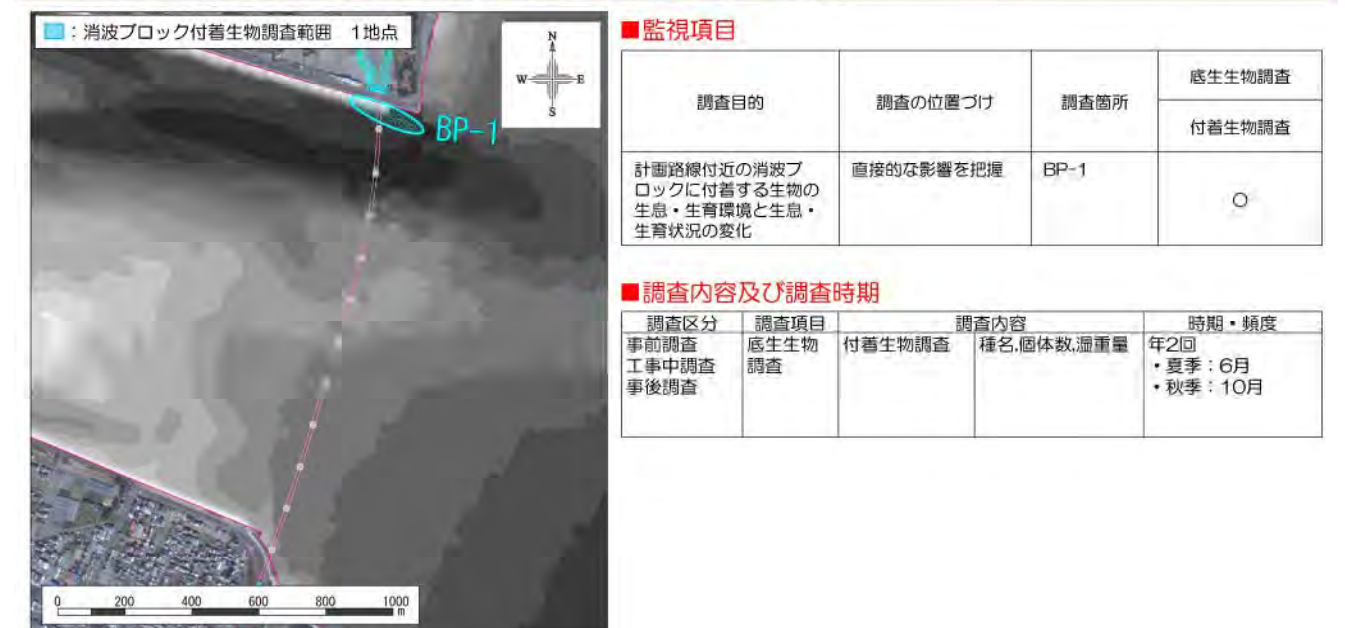 ：消波ブロック付着生物調査範囲　1地点
N
W
E
S
BP-1
0 200 400 600 800 1000
m
■監視項目
調査目的 調査の位置づけ 調査箇所 底生生物調査
付着生物調査
計画路線付近の消波ブ
ロックに付着する生物の
生息・生育環境と生息・
生育状況の変化
直接的な影響を把握
BP-1
○
■調査内容及び調査時期
調査区分 調査項目 調査内容 時期・頻度
事前調査
工事中調査
事後調査
底生生物
調査
付着生物調査
種名,個体数,湿重量
年2回
・夏季：6月
・秋季：10月